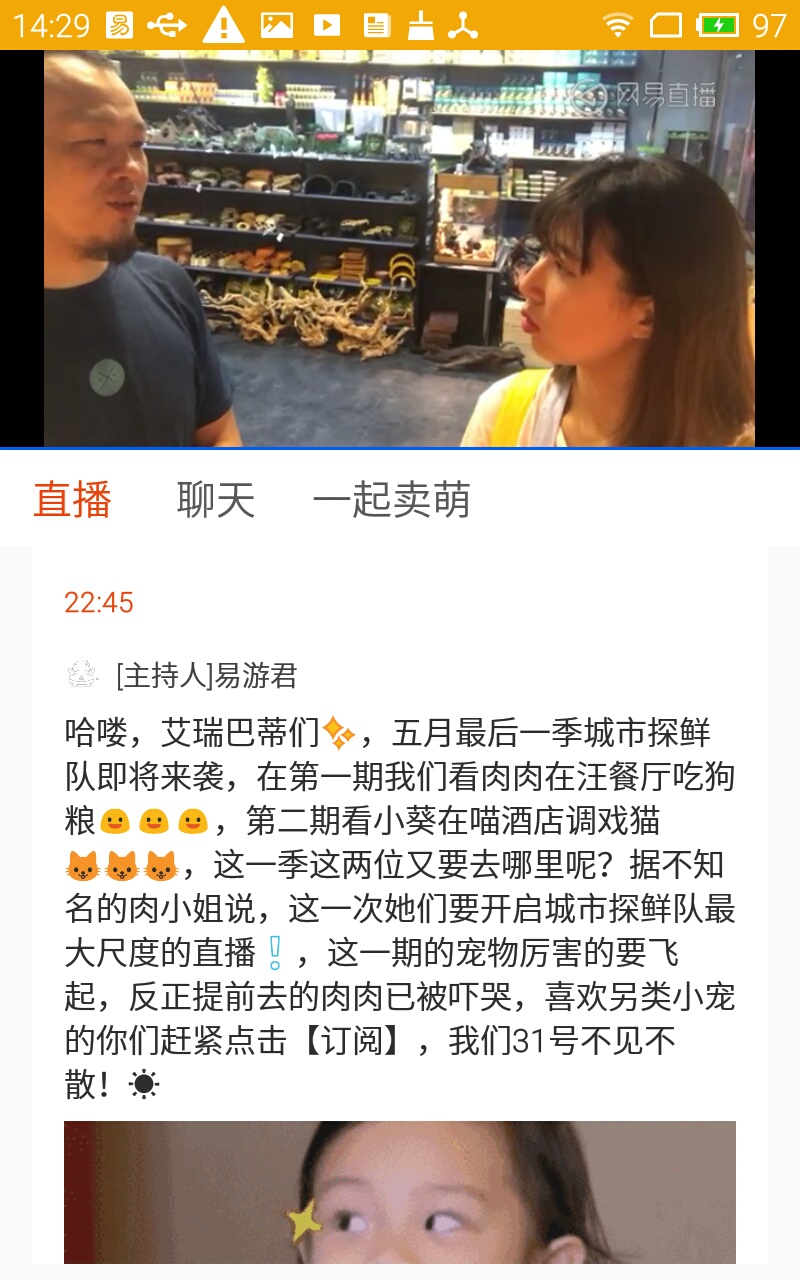 14:29 易 97
网易直播
直播 聊天 一起卖萌
22:45
[主持人]易游君
哈喽，艾瑞巴蒂们✨，五月最后一季城市探鲜
队即将来袭，在第一期我们看肉肉在汪餐厅吃狗
粮😃😃😃，第二期看小葵在喵酒店调戏猫
😺😺😺，这一季这两位又要去哪里呢？据不知
名的肉小姐说，这一次她们要开启城市探鲜队最
大尺度的直播❕，这一期的宠物厉害的要飞
起，反正提前去的肉肉已被吓哭，喜欢另类小宠
的你们赶紧点击【订阅】，我们31号不见不
散！☀